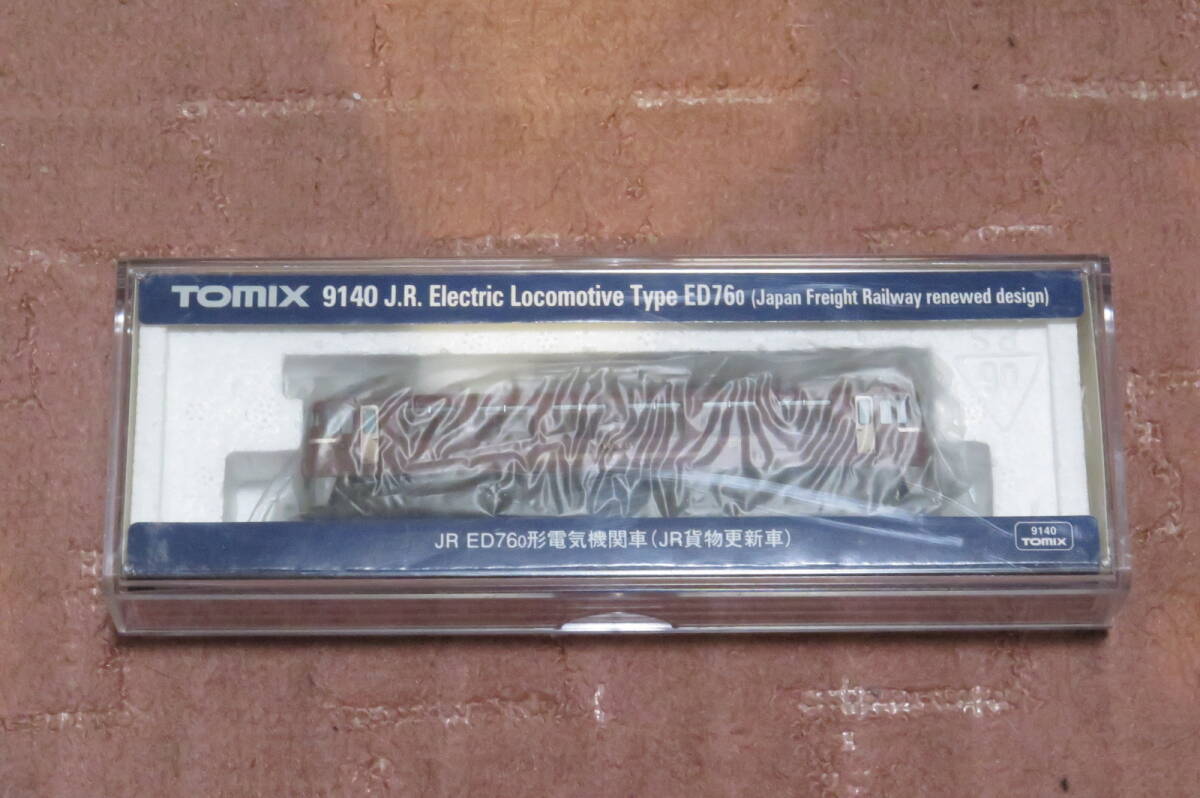 TOMIX 9140 J.R. Electric Locomotive Type ED760 (Japan Freight Railway renewed design)
JR ED760形電気機関車(JR貨物更新車)
9140
TOMIX